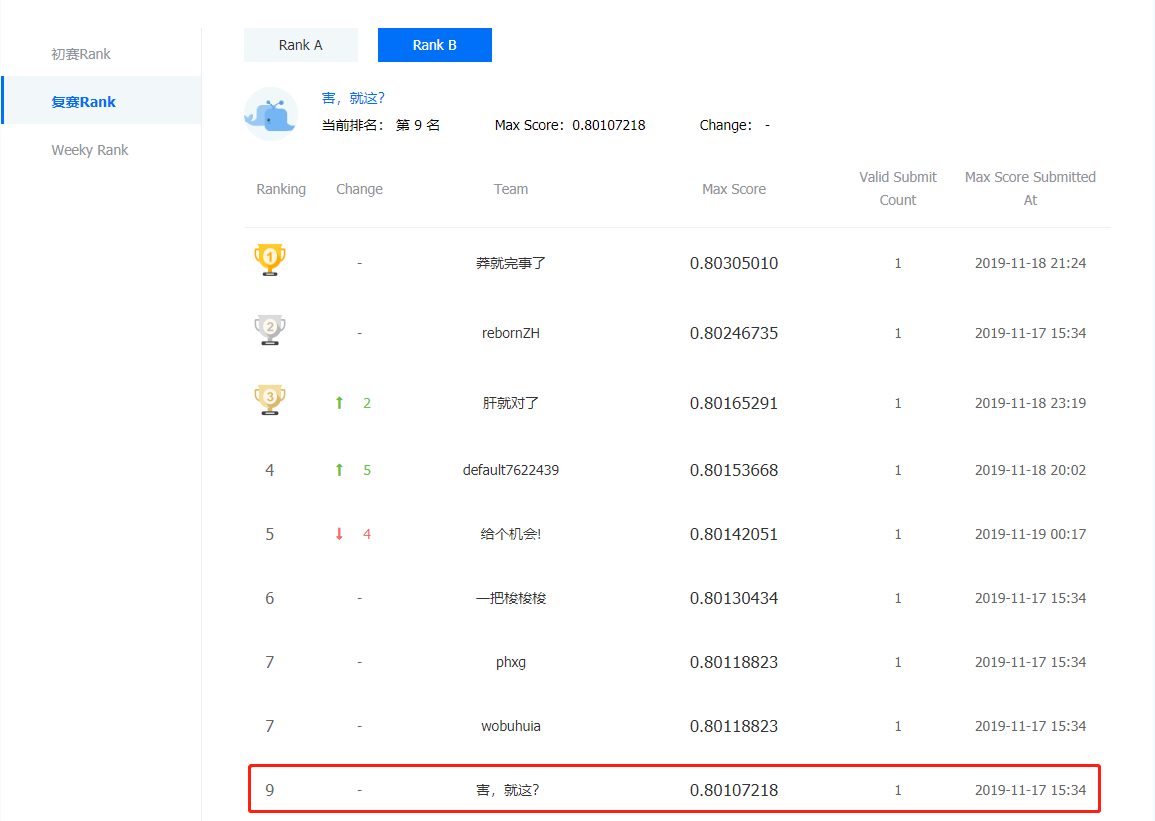 初赛Rank
复赛Rank
Weeky Rank
Rank A
Rank B
害，就这?
当前排名： 第 9 名 Max Score：0.80107218 Change： -
Ranking Change Team Max Score Valid Submit Count Max Score Submitted At
1 - 莽就完事了 0.80305010 1 2019-11-18 21:24
2 - rebornZH 0.80246735 1 2019-11-17 15:34
3 ↑ 2 肝就对了 0.80165291 1 2019-11-18 23:19
4 ↑ 5 default7622439 0.80153668 1 2019-11-18 20:02
5 ↓ 4 给个机会! 0.80142051 1 2019-11-19 00:17
6 - 一把梭梭梭 0.80130434 1 2019-11-17 15:34
7 - phxg 0.80118823 1 2019-11-17 15:34
7 - wobuhuia 0.80118823 1 2019-11-17 15:34
9 - 害，就这? 0.80107218 1 2019-11-17 15:34